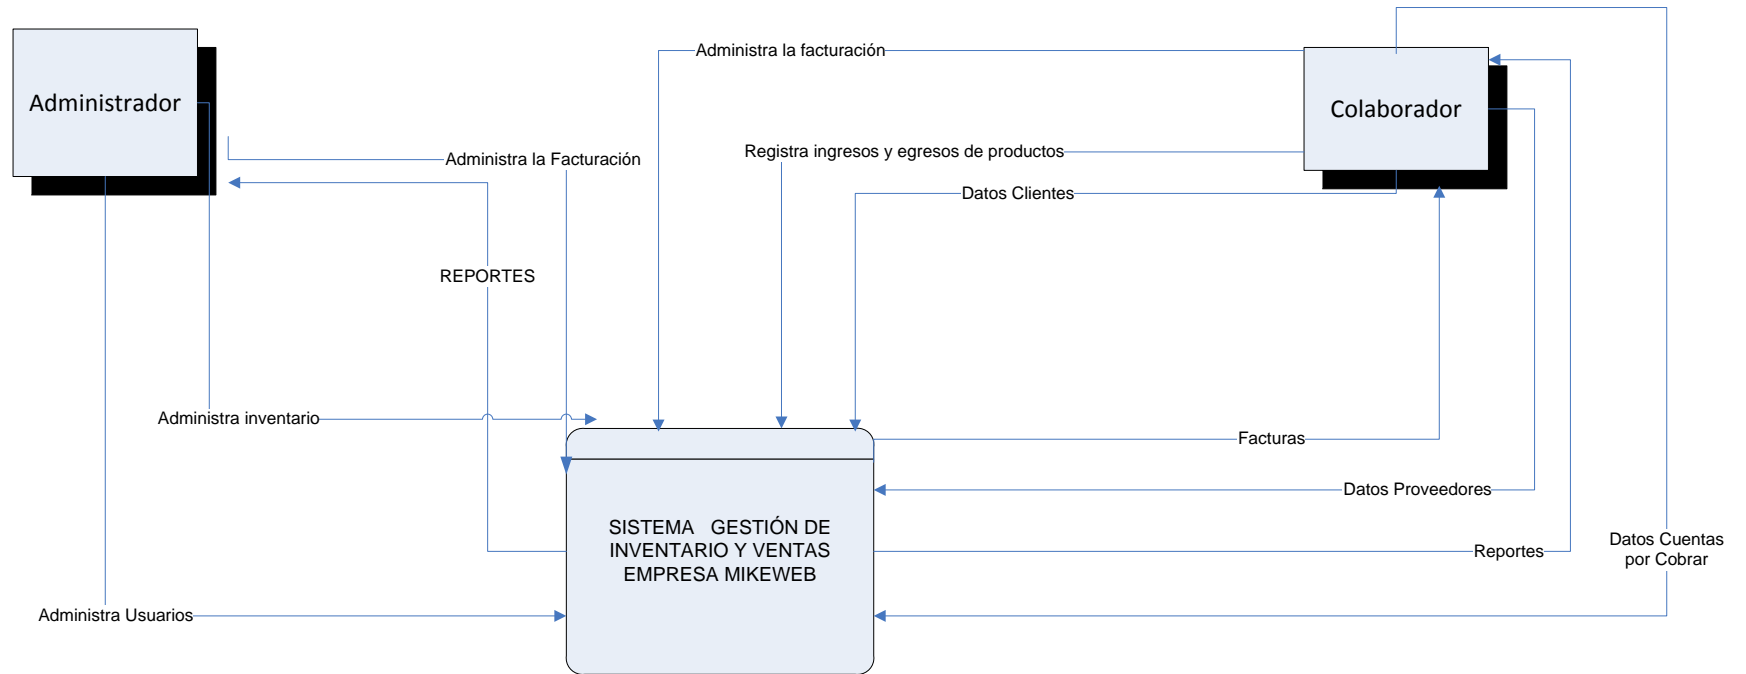 Administra la facturación
Administrador
Colaborador
Administra la Facturación
Registra ingresos y egresos de productos
Datos Clientes
REPORTES
Administra inventario
Facturas
Datos Proveedores
SISTEMA GESTIÓN DE
INVENTARIO Y VENTAS
EMPRESA MIKEWEB
Reportes
Datos Cuentas
por Cobrar
Administra Usuarios